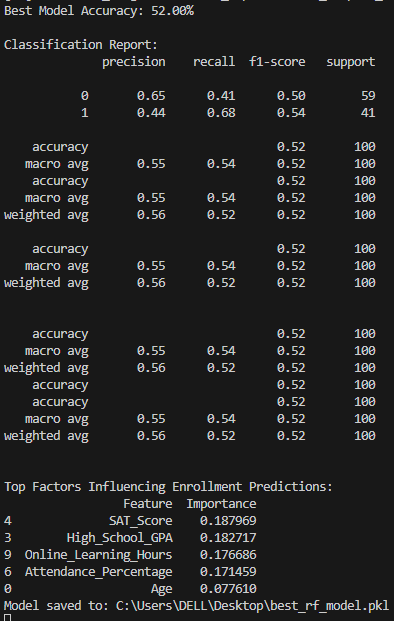 Best Model Accuracy: 52.00%
Classification Report:
precision recall f1-score support
0 0.65 0.41 0.50 59
1 0.44 0.68 0.54 41
accuracy 0.52 100
macro avg 0.55 0.54 0.52 100
accuracy 0.52 100
macro avg 0.55 0.54 0.52 100
weighted avg 0.56 0.52 0.52 100
accuracy 0.52 100
macro avg 0.55 0.54 0.52 100
weighted avg 0.56 0.52 0.52 100
accuracy 0.52 100
macro avg 0.55 0.54 0.52 100
weighted avg 0.56 0.52 0.52 100
accuracy 0.52 100
accuracy 0.52 100
macro avg 0.55 0.54 0.52 100
weighted avg 0.56 0.52 0.52 100
Top Factors Influencing Enrollment Predictions:
Feature Importance
4 SAT_Score 0.187969
3 High_School_GPA 0.182717
9 Online_Learning_Hours 0.176686
6 Attendance_Percentage 0.171459
0 Age 0.077610
Model saved to: C:\Users\DELL\Desktop\best_rf_model.pkl